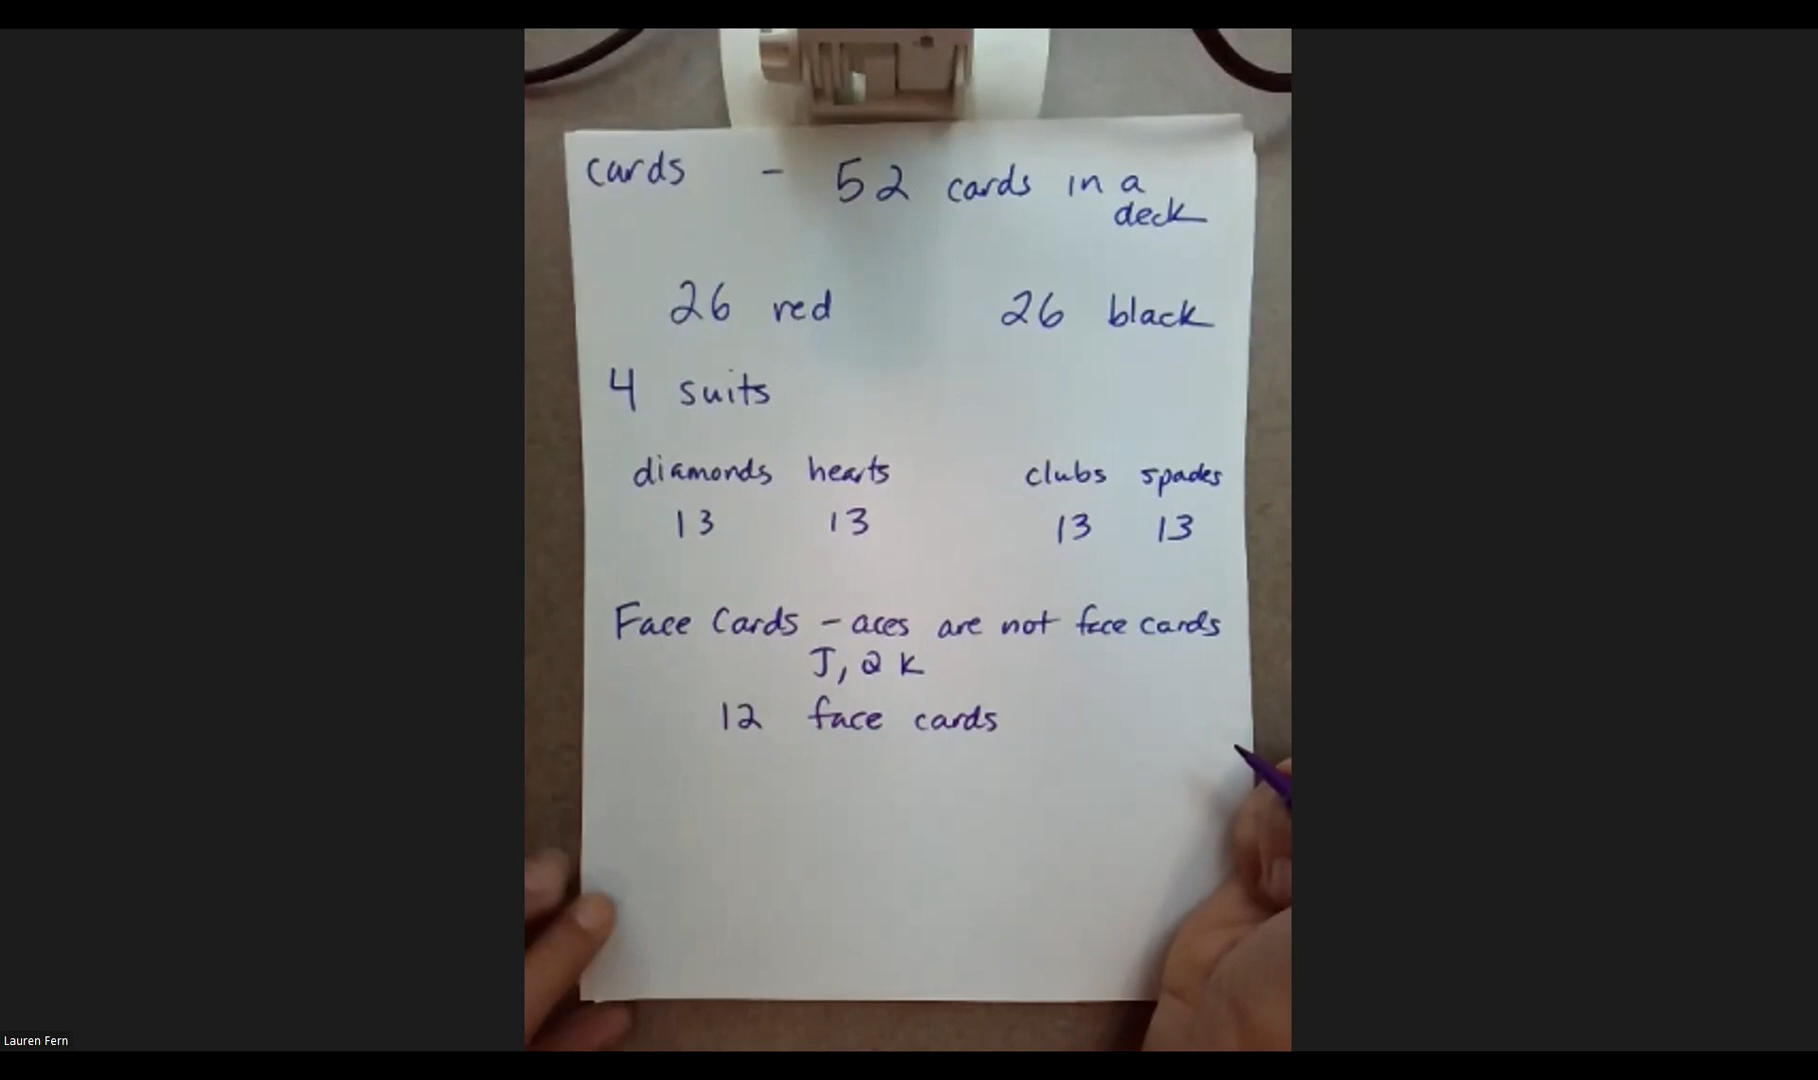 cards - 52 cards in a
deck
26 red 26 black
4 suits
diamonds hearts clubs spades
13 13 13 13
Face Cards - aces are not face cards
J, Q K
12 face cards
Lauren Fern